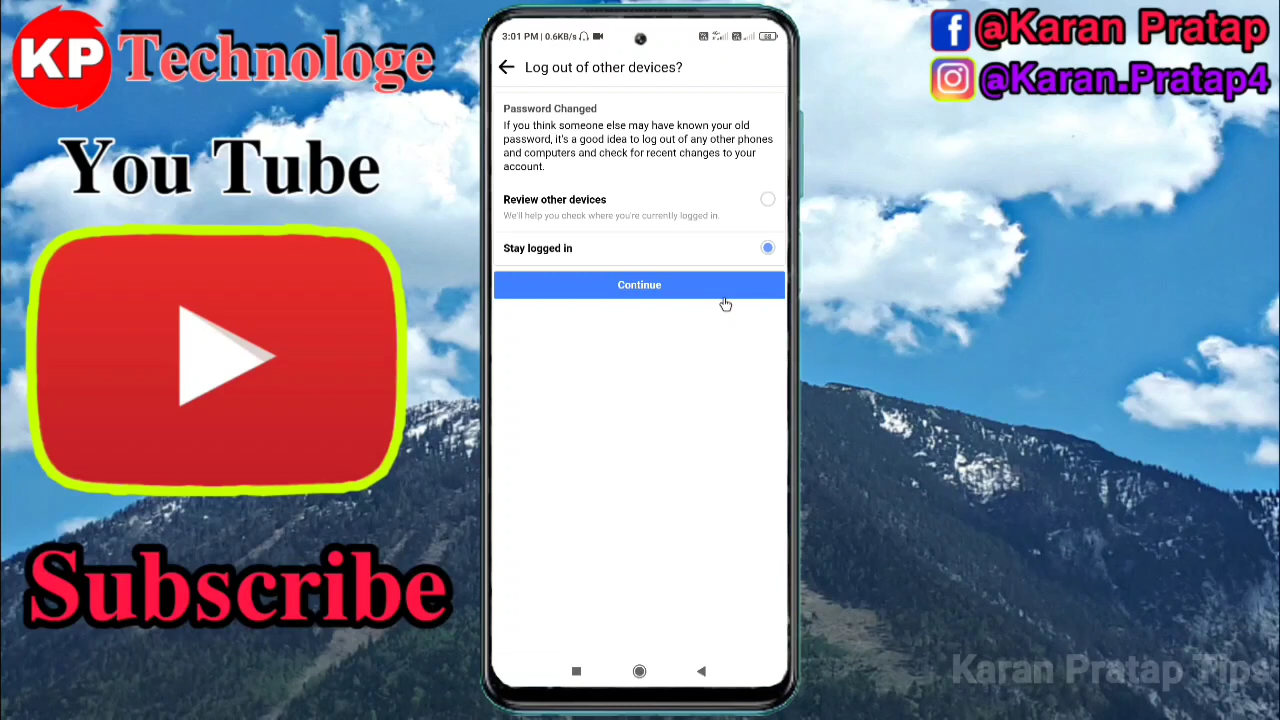 KP Technologe
You Tube
Subscribe
3:01 PM | 0.6KB/s
68
Log out of other devices?
Password Changed
If you think someone else may have known your old
password, it's a good idea to log out of any other phones
and computers and check for recent changes to your
account.
Review other devices
We'll help you check where you're currently logged in.
Stay logged in
Continue
@Karan Pratap
@Karan.Pratap4
Karan Pratap Tips